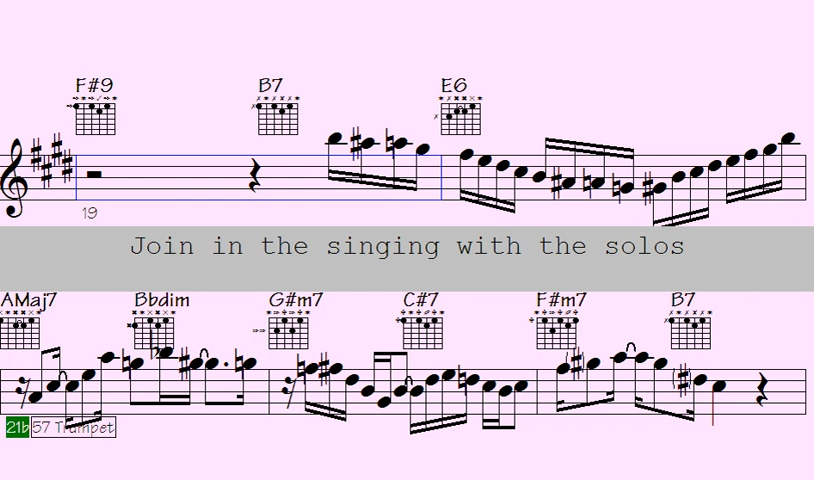 F#9 B7 E6
19
Join in the singing with the solos
AMaj7 Bbdim G#m7 C#7 F#m7 B7
21b 57 Trumpet